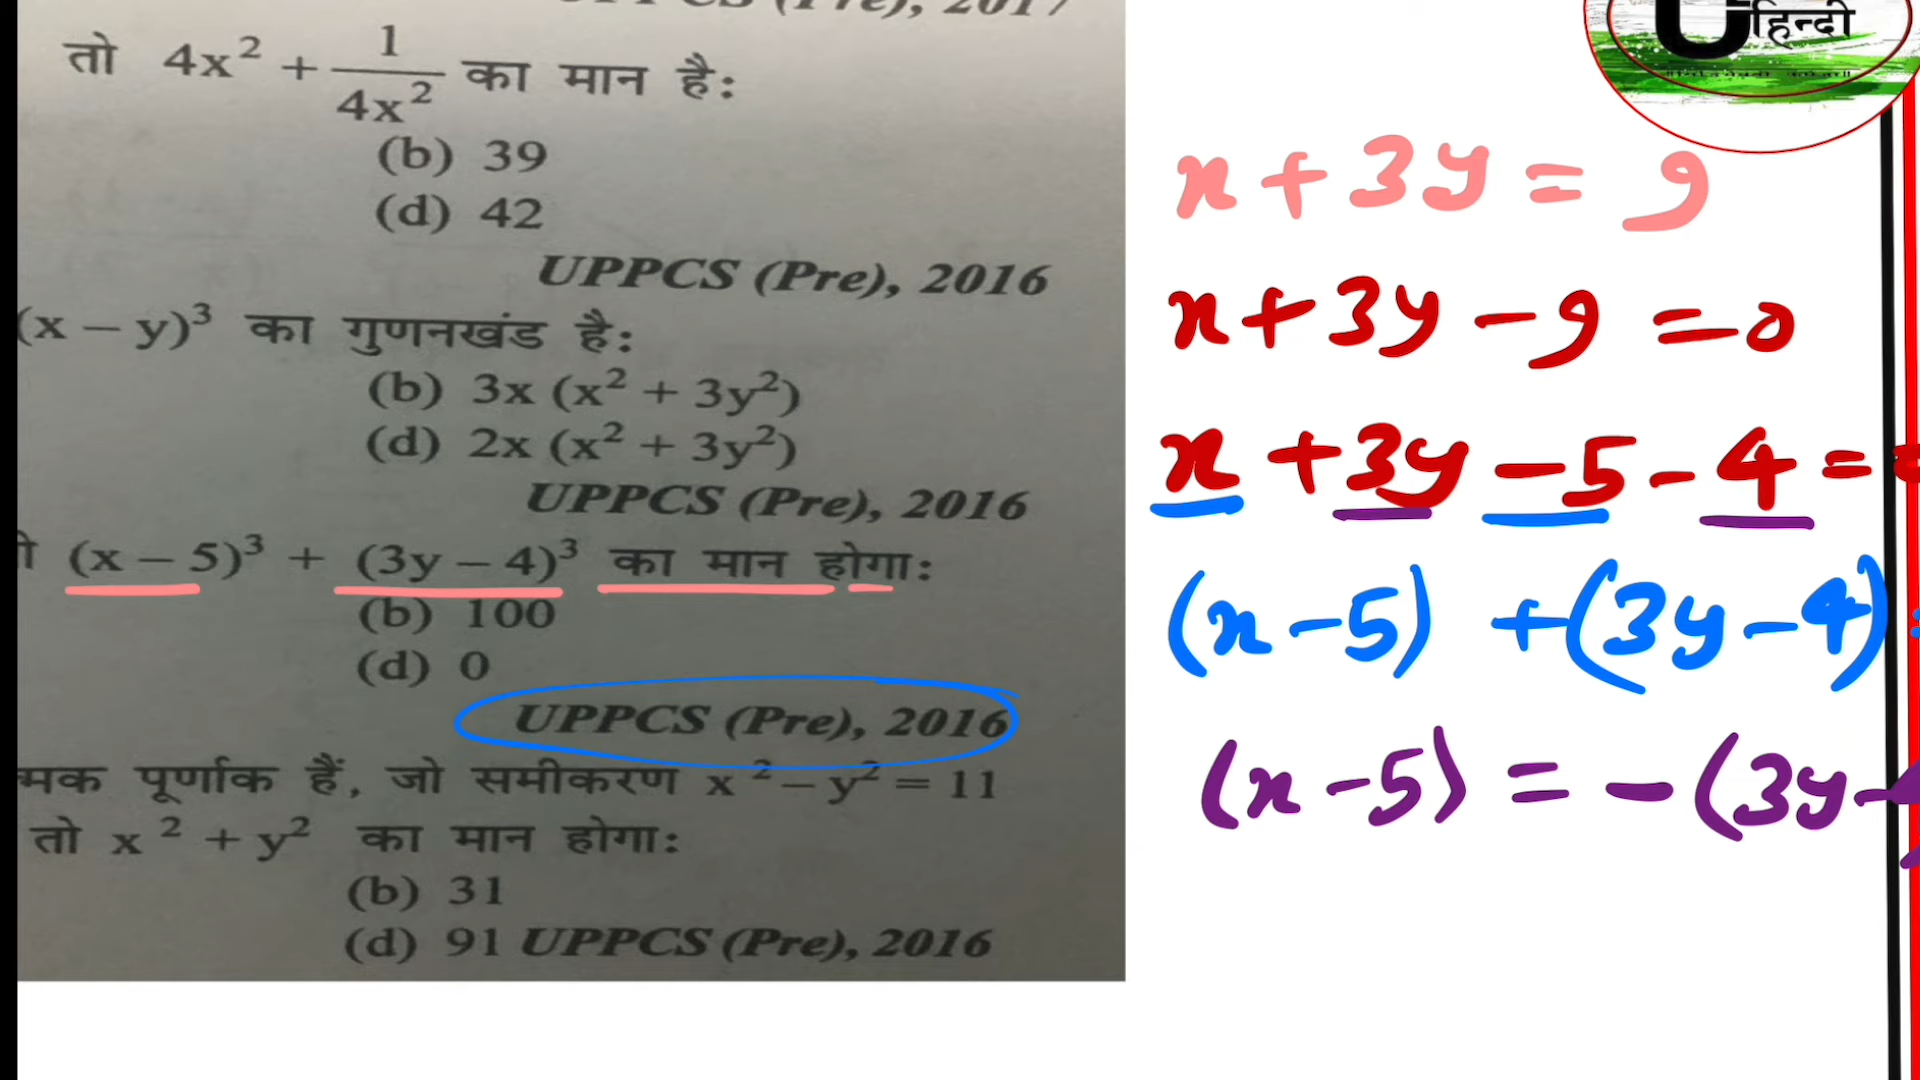 तो 4x² + 1/4x² का मान है:
(b) 39
(d) 42
UPPCS (Pre), 2016
(x – y)³ का गुणनखंड है:
(b) 3x (x² + 3y²)
(d) 2x (x² + 3y²)
UPPCS (Pre), 2016
(x – 5)³ + (3y – 4)³ का मान होगा:
(b) 100
(d) 0
UPPCS (Pre), 2016
मक पूर्णाक हैं, जो समीकरण x² – y² = 11
तो x² + y² का मान होगा:
(b) 31
(d) 91 UPPCS (Pre), 2016
हिन्दी
x + 3y = 9
x + 3y – 9 = 0
x + 3y – 5 – 4 =
(x – 5) + (3y – 4)
(x – 5) = – (3y –